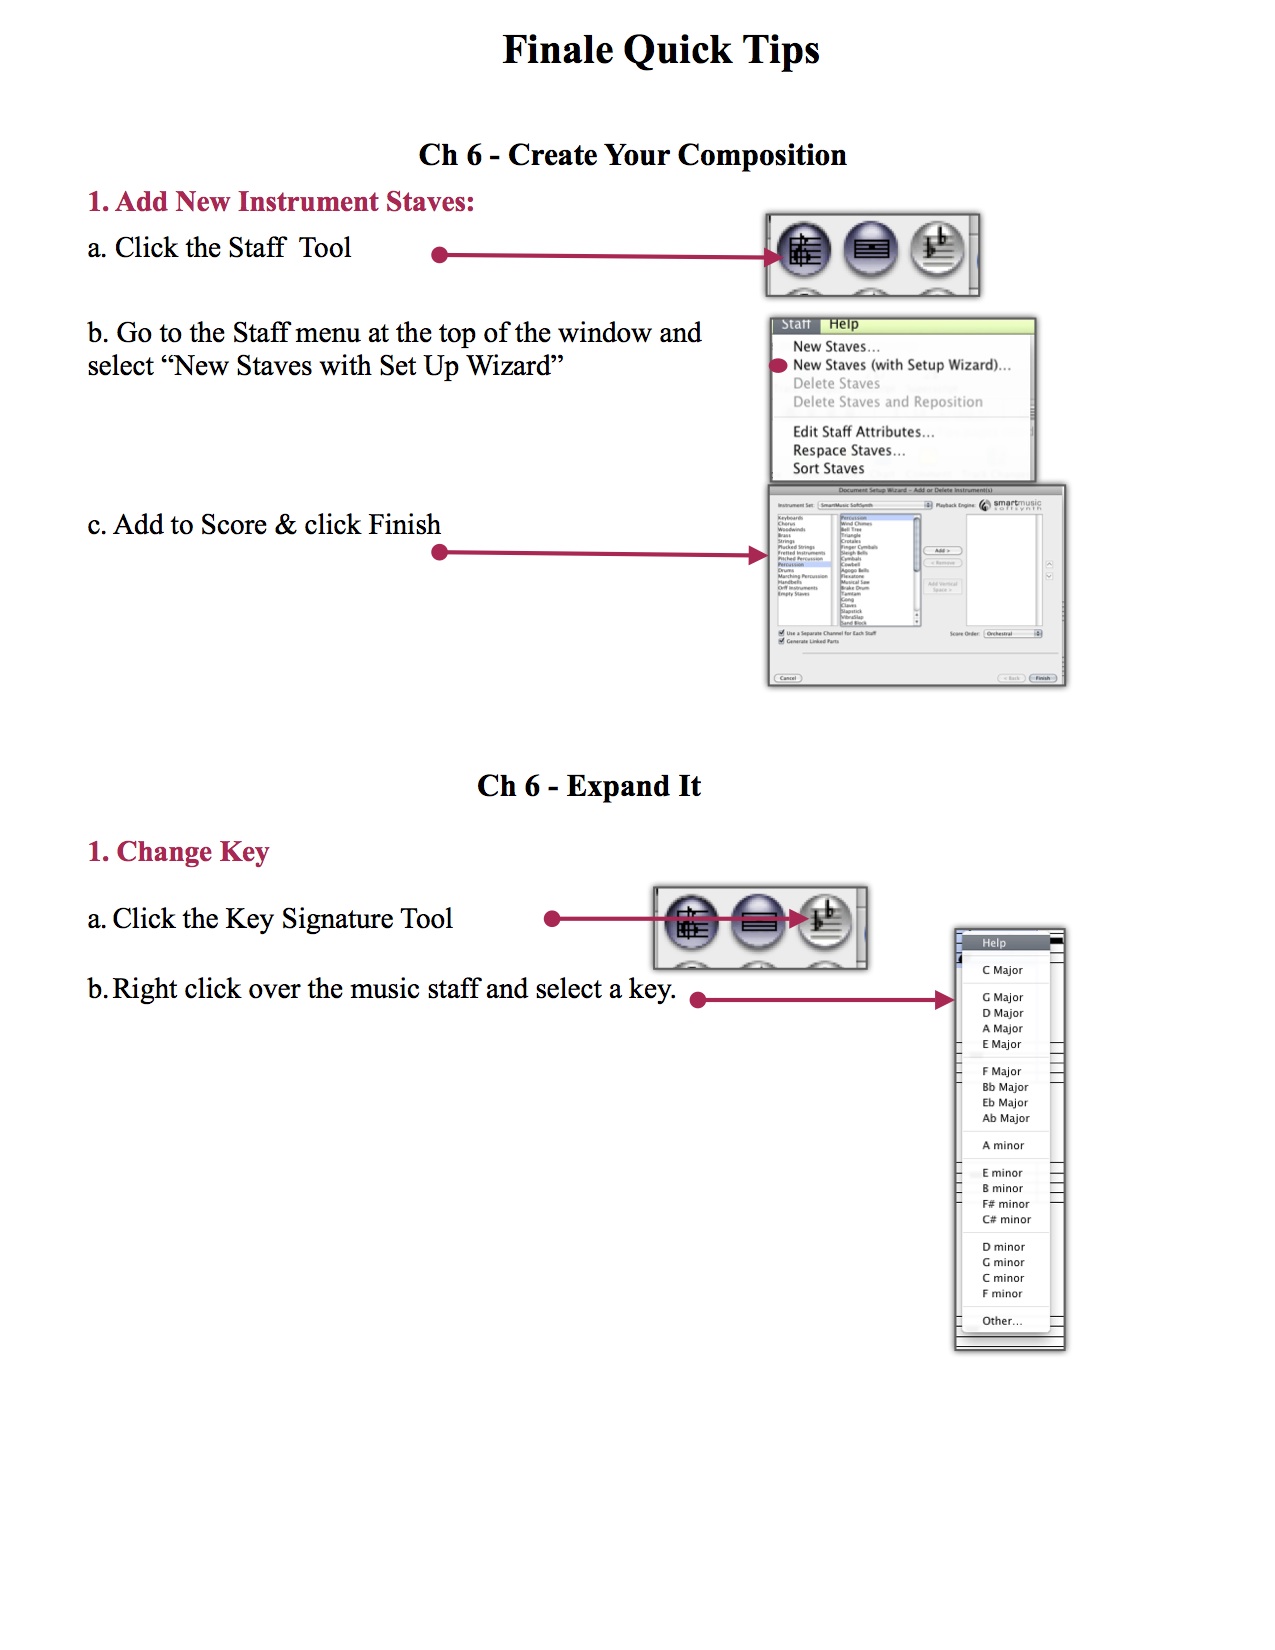 Finale Quick Tips
Ch 6 - Create Your Composition
1. Add New Instrument Staves:
a. Click the Staff Tool
b. Go to the Staff menu at the top of the window and
select “New Staves with Set Up Wizard”
Staff Help
New Staves...
New Staves (with Setup Wizard)...
Delete Staves
Delete Staves and Reposition
Edit Staff Attributes...
Respace Staves...
Sort Staves
c. Add to Score & click Finish
Document Setup Wizard - Add or Delete Instrument(s)
Instrument Set: SmartMusic SoftSynth Playback Engine: smartmusic softsynth
Keyboards
Chorus
Woodwinds
Brass
Strings
Plucked Strings
Fretted Instruments
Pitched Percussion
Percussion
Drums
Marching Percussion
Handbells
Orff Instruments
Empty Staves
Percussion
Wind Chimes
Bell Tree
Triangle
Crotales
Finger Cymbals
Sleigh Bells
Cymbals
Cowbell
Agogo Bells
Flexatone
Musical Saw
Brake Drum
Tamtam
Gong
Claves
Slapstick
Vibraslap
Sand Block
Add >
< Remove
Add Vertical
Space >
Use a Separate Channel for Each Staff
Generate Linked Parts
Score Order: Orchestral
Cancel
< Back
Finish
Ch 6 - Expand It
1. Change Key
a. Click the Key Signature Tool
b. Right click over the music staff and select a key.
Help
C Major
G Major
D Major
A Major
E Major
F Major
Bb Major
Eb Major
Ab Major
A minor
E minor
B minor
F# minor
C# minor
D minor
G minor
C minor
F minor
Other...